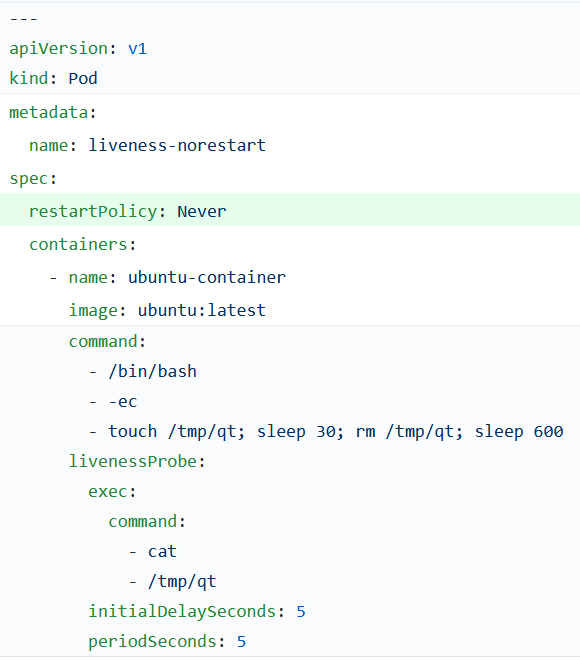 ---
apiVersion: v1
kind: Pod
metadata:
  name: liveness-norestart
spec:
  restartPolicy: Never
  containers:
    - name: ubuntu-container
      image: ubuntu:latest
      command:
        - /bin/bash
        - -ec
        - touch /tmp/qt; sleep 30; rm /tmp/qt; sleep 600
      livenessProbe:
        exec:
          command:
            - cat
            - /tmp/qt
        initialDelaySeconds: 5
        periodSeconds: 5